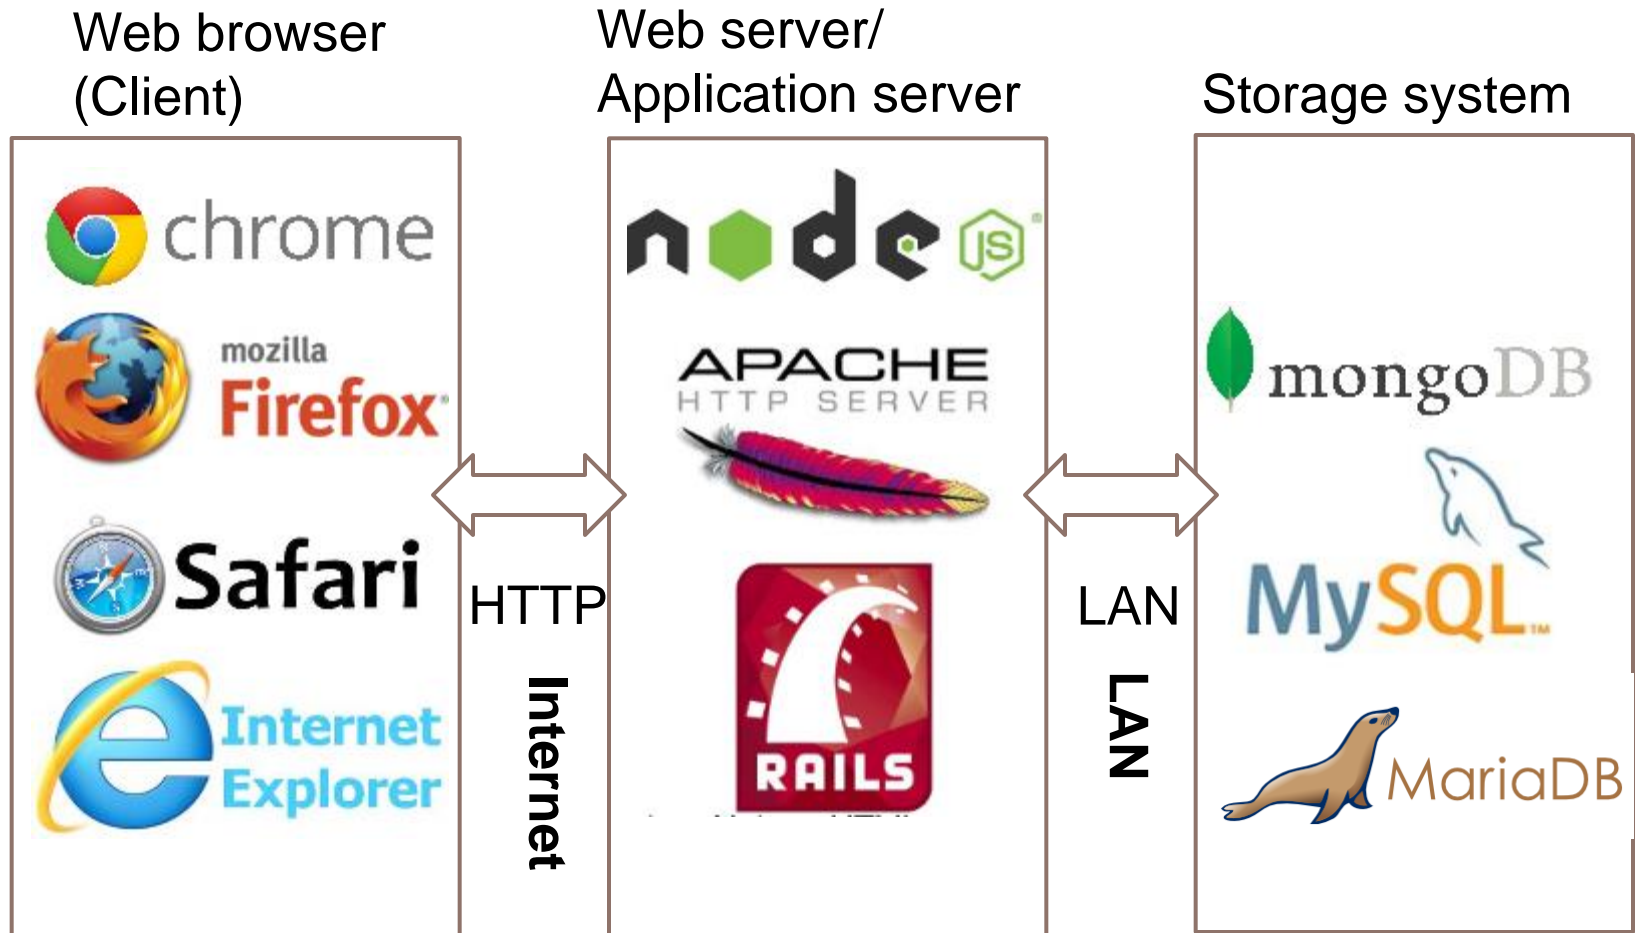 Web browser
(Client)
Web server/
Application server
Storage system
chrome
mozilla
Firefox
Safari
Internet
Explorer
HTTP
Internet
node
JS
APACHE
HTTP SERVER
RAILS
LAN
LAN
mongoDB
MySQL™
MariaDB